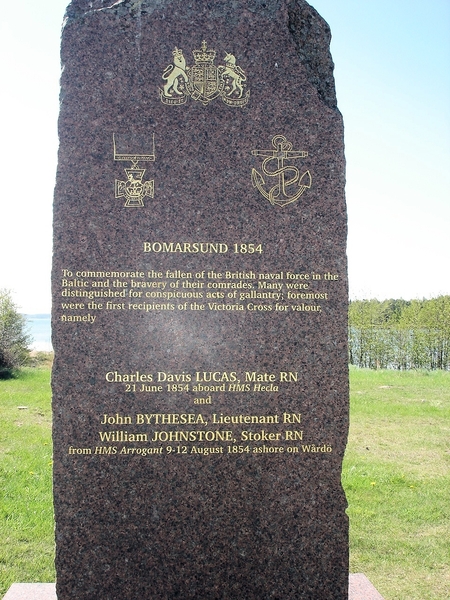 BOMARSUND 1854
To commemorate the fallen of the British naval force in the
Baltic and the bravery of their comrades. Many were
distinguished for conspicuous acts of gallantry; foremost
were the first recipients of the Victoria Cross for valour,
namely
Charles Davis LUCAS, Mate RN
21 June 1854 aboard HMS Hecla
and
John BYTHESEA, Lieutenant RN
William JOHNSTONE, Stoker RN
from HMS Arrogant 9-12 August 1854 ashore on Wårdö